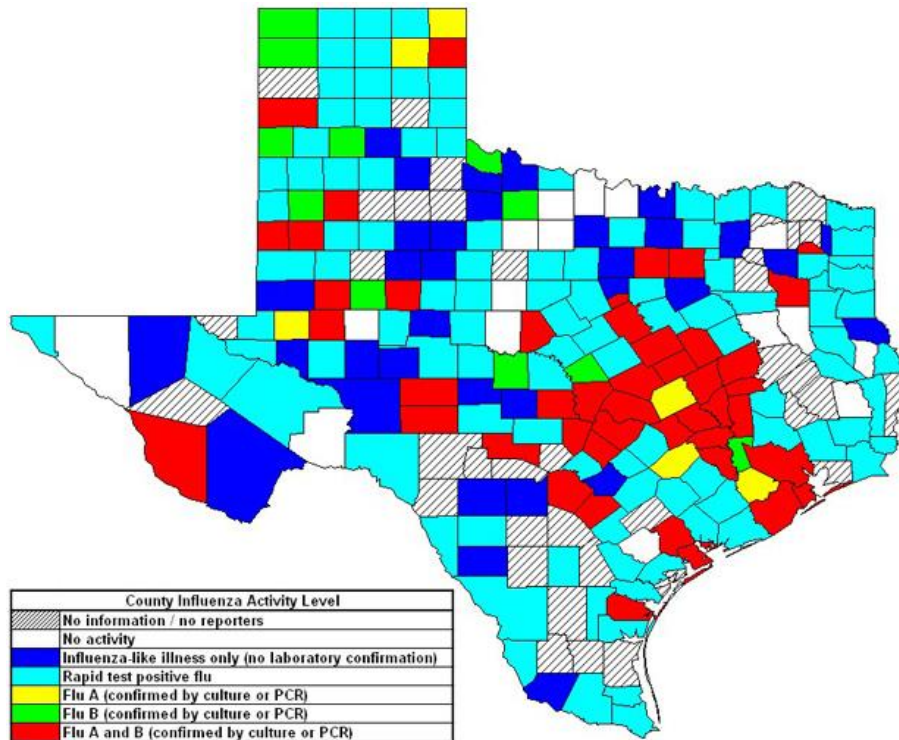 County Influenza Activity Level
No information / no reporters
No activity
Influenza-like illness only (no laboratory confirmation)
Rapid test positive flu
Flu A (confirmed by culture or PCR)
Flu B (confirmed by culture or PCR)
Flu A and B (confirmed by culture or PCR)